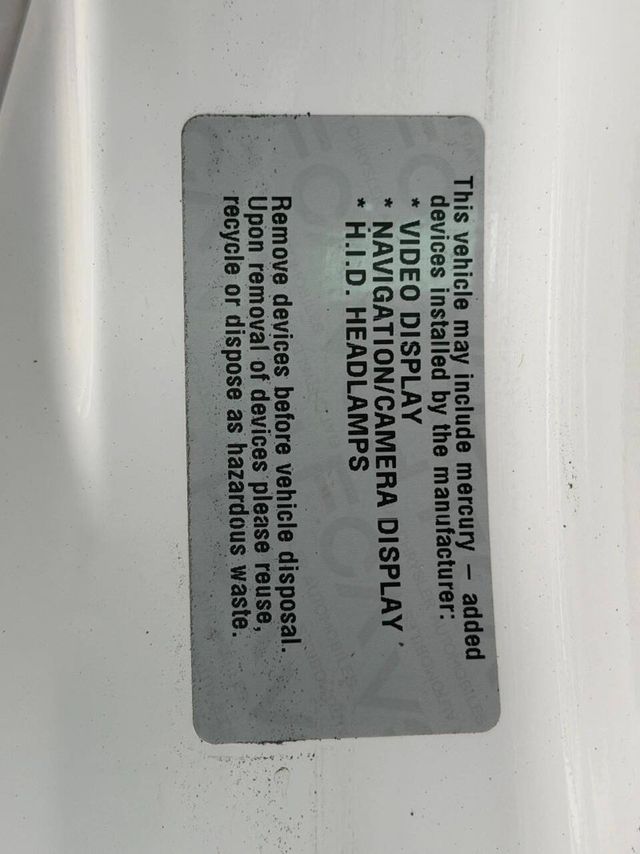 This vehicle may include mercury – added
devices installed by the manufacturer:
* VIDEO DISPLAY
* NAVIGATION/CAMERA DISPLAY
* H.I.D. HEADLAMPS
Remove devices before vehicle disposal.
Upon removal of devices please reuse,
recycle or dispose as hazardous waste.